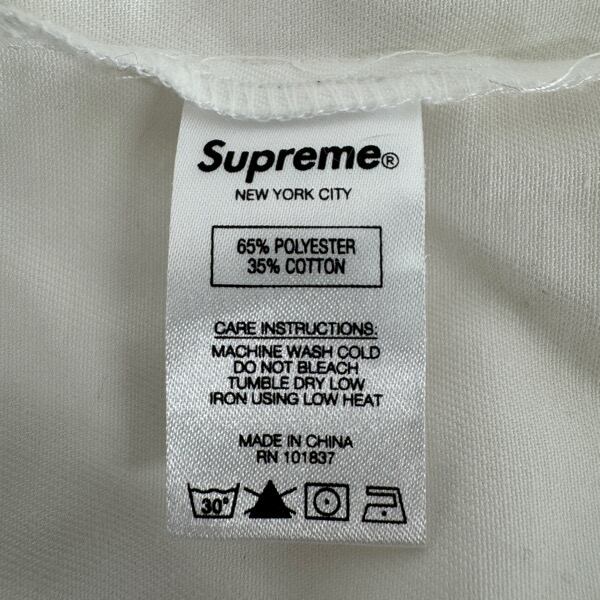 Supreme®
NEW YORK CITY
65% POLYESTER
35% COTTON
CARE INSTRUCTIONS:
MACHINE WASH COLD
DO NOT BLEACH
TUMBLE DRY LOW
IRON USING LOW HEAT
MADE IN CHINA
RN 101837
30°